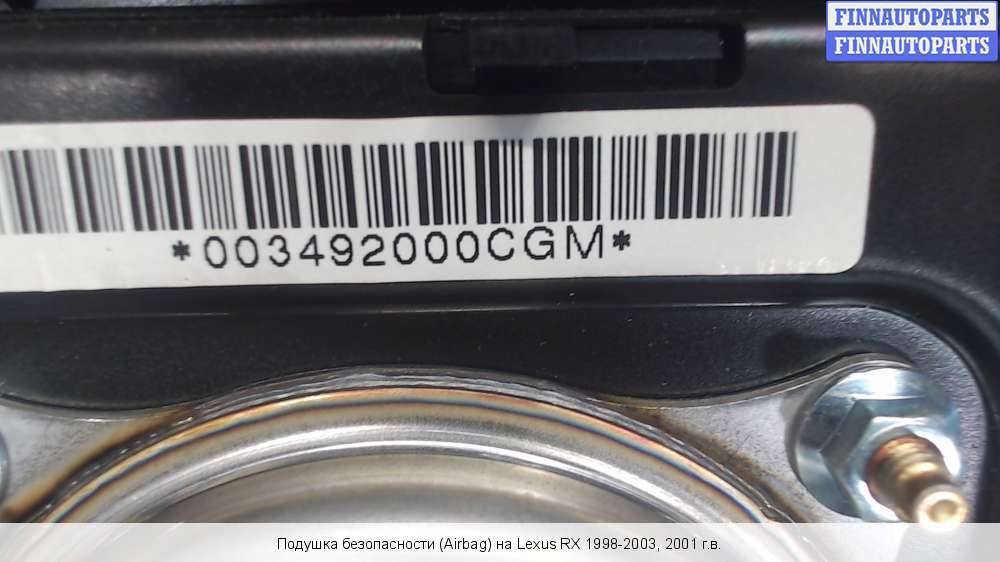 FINNAUTOPARTS
FINNAUTOPARTS
*003492000CGM*
Подушка безопасности (Airbag) на Lexus RX 1998-2003, 2001 г.в.